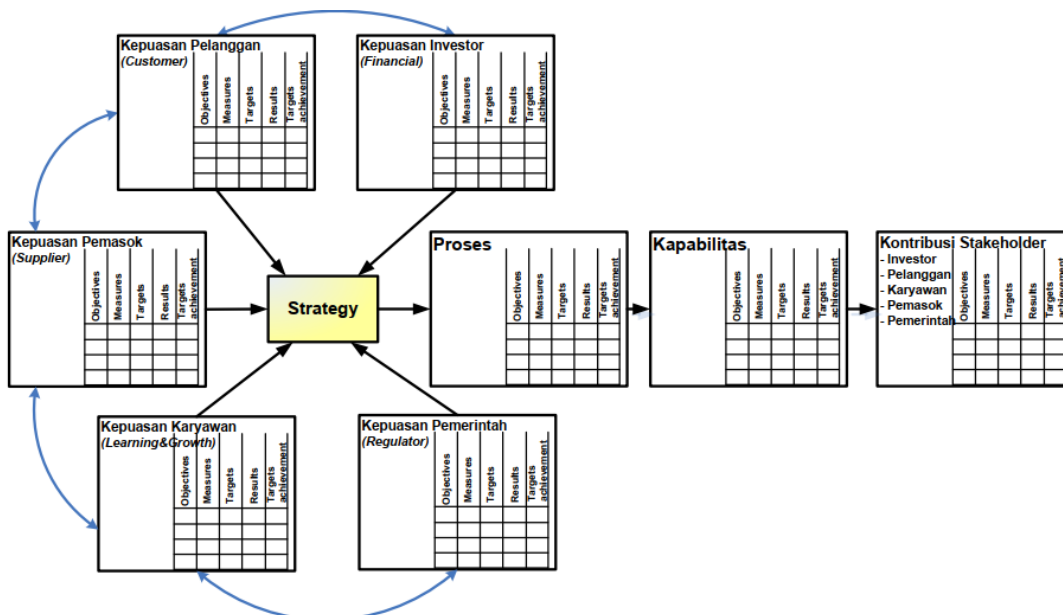 Kepuasan Pelanggan
(Customer)
Objectives
Measures
Targets
Results
Targets
achievement
Kepuasan Investor
(Financial)
Objectives
Measures
Targets
Results
Targets
achievement
Kepuasan Pemasok
(Supplier)
Objectives
Measures
Targets
Results
Targets
achievement
Strategy
Proses
Objectives
Measures
Targets
Results
Targets
achievement
Kapabilitas
Objectives
Measures
Targets
Results
Targets
achievement
Kontribusi Stakeholder
- Investor
- Pelanggan
- Karyawan
- Pemasok
- Pemerintah
Objectives
Measures
Targets
Results
Targets
achievement
Kepuasan Karyawan
(Learning&Growth)
Objectives
Measures
Targets
Results
Targets
achievement
Kepuasan Pemerintah
(Regulator)
Objectives
Measures
Targets
Results
Targets
achievement